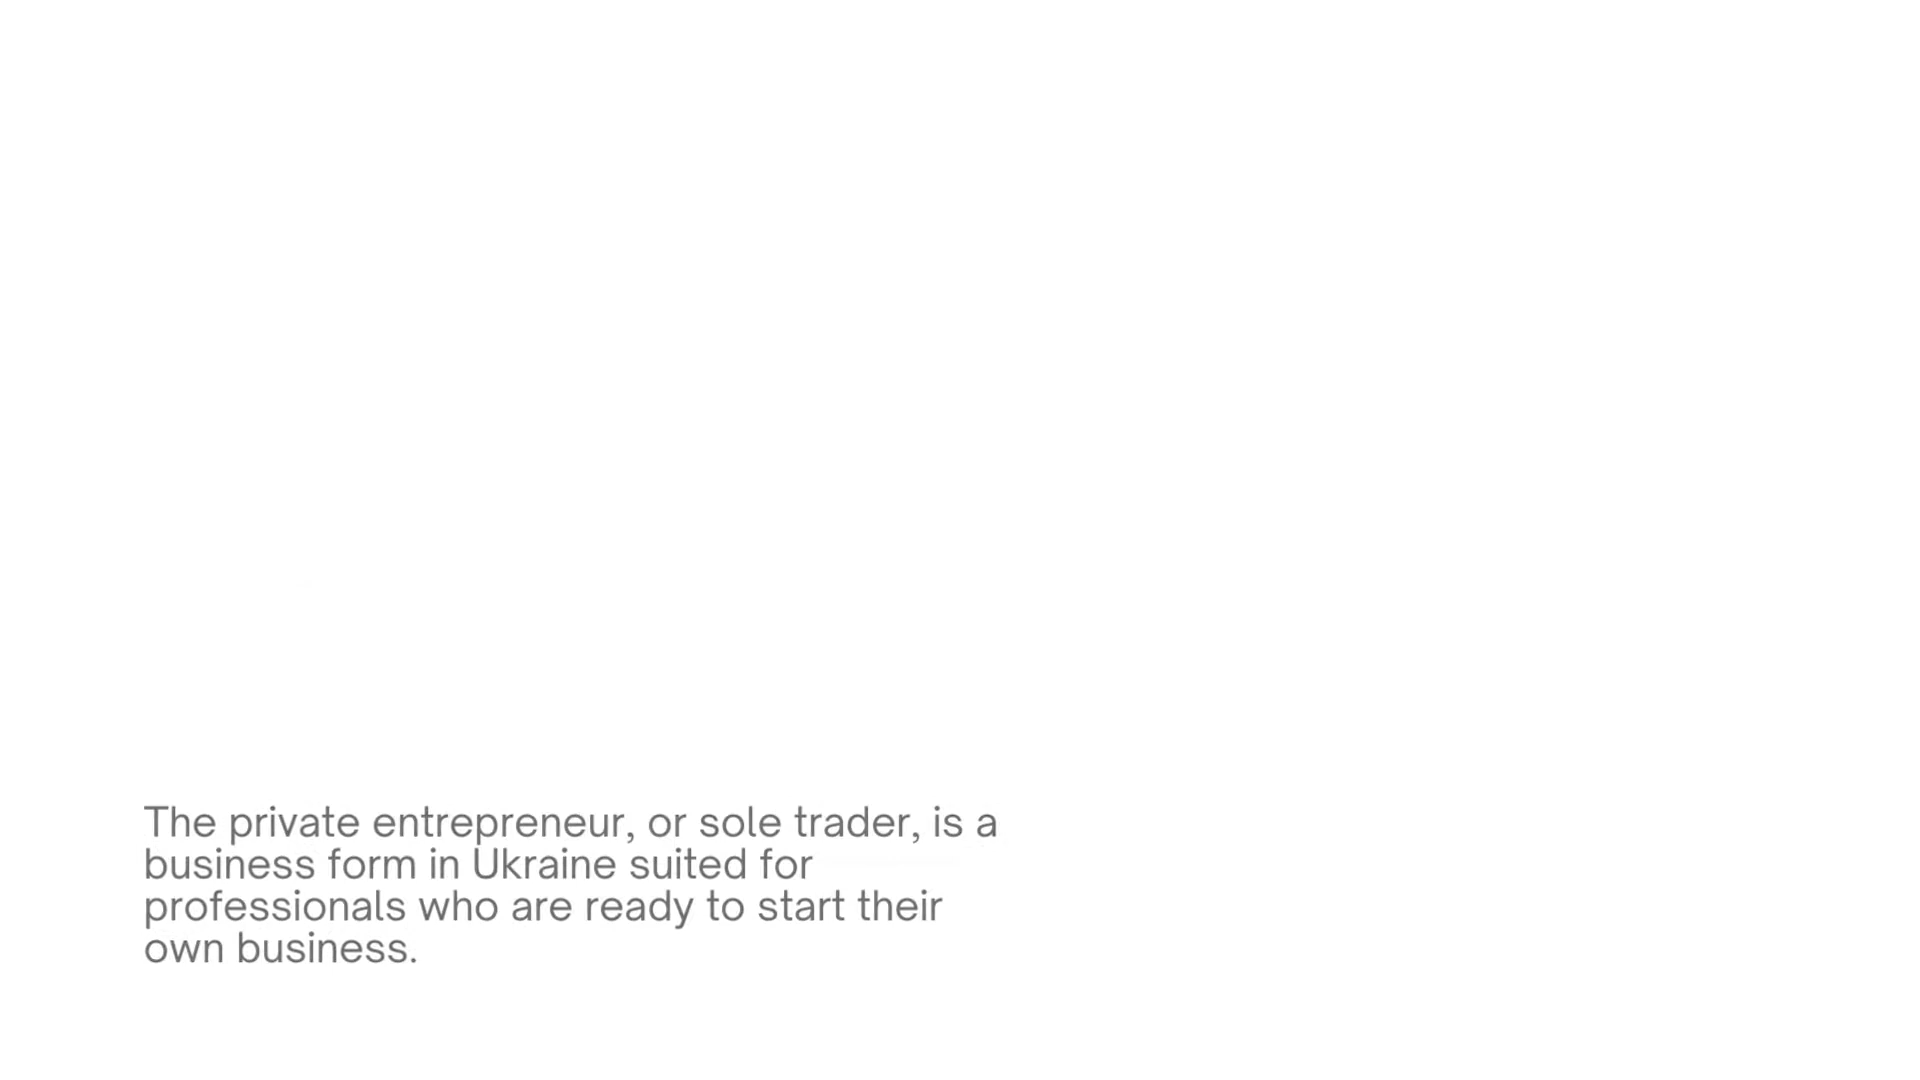 The private entrepreneur, or sole trader, is a
business form in Ukraine suited for
professionals who are ready to start their
own business.